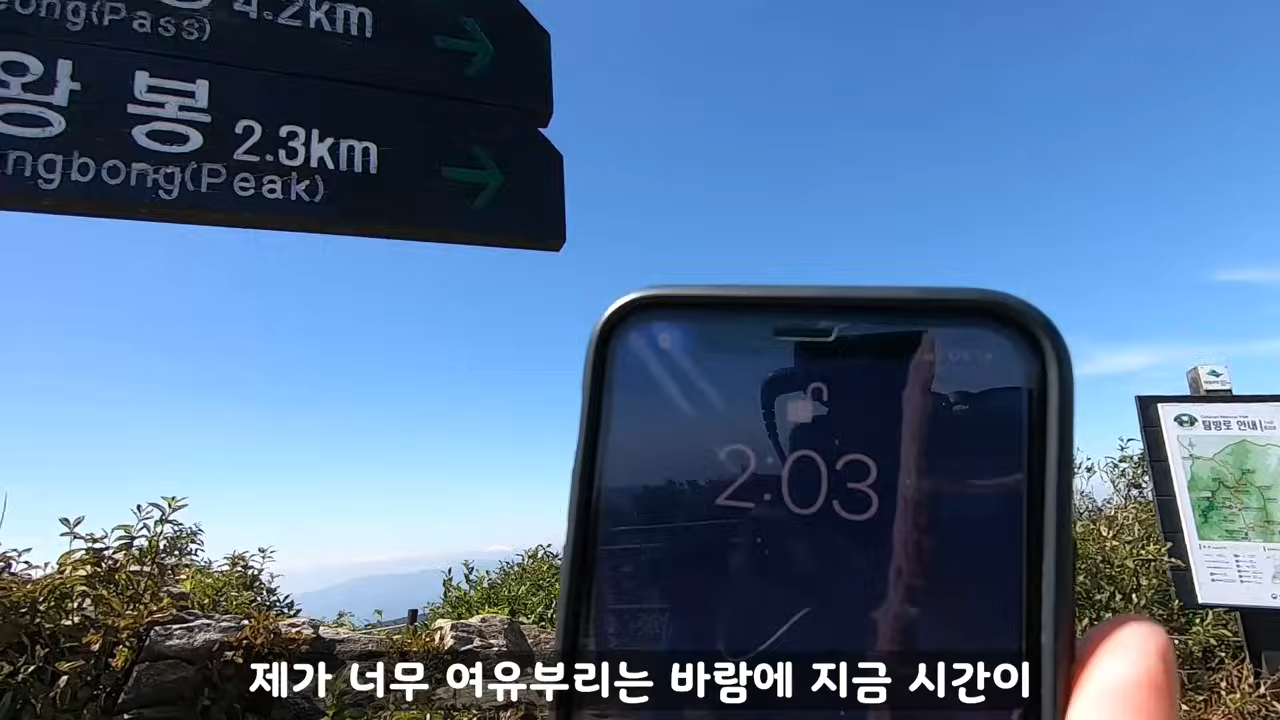 4.2km
(Pass)
왕봉 2.3km
ngbong(Peak)
2:03
탐방로 안내
제가 너무 여유부리는 바람에 지금 시간이